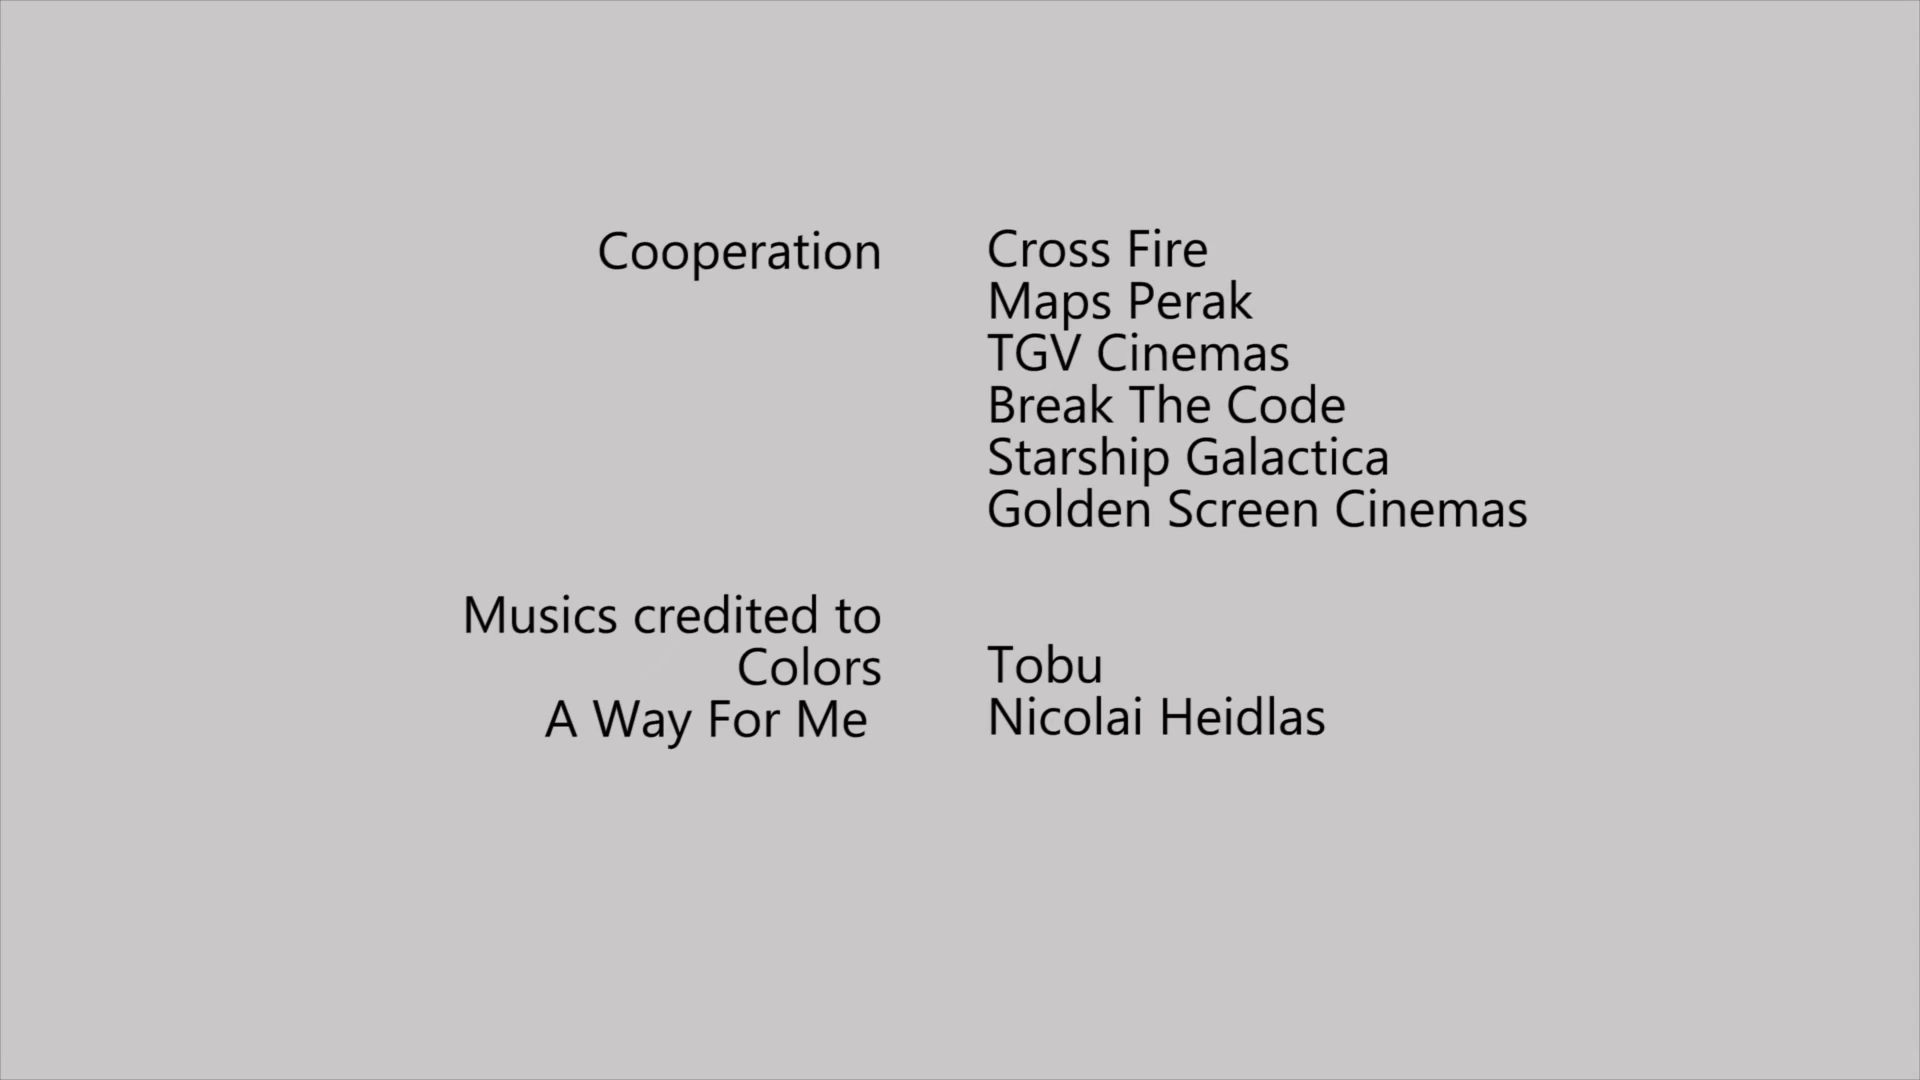 Cooperation Cross Fire
Maps Perak
TGV Cinemas
Break The Code
Starship Galactica
Golden Screen Cinemas
Musics credited to
Colors Tobu
A Way For Me Nicolai Heidlas